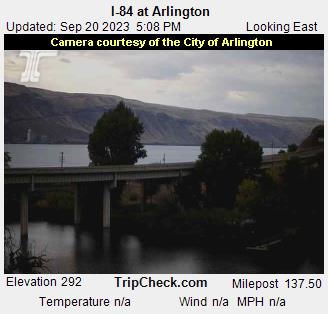 I-84 at Arlington
Updated: Sep 20 2023 5:08 PM Looking East
Camera courtesy of the City of Arlington
Elevation 292 TripCheck.com Milepost 137.50
Temperature n/a Wind n/a MPH n/a